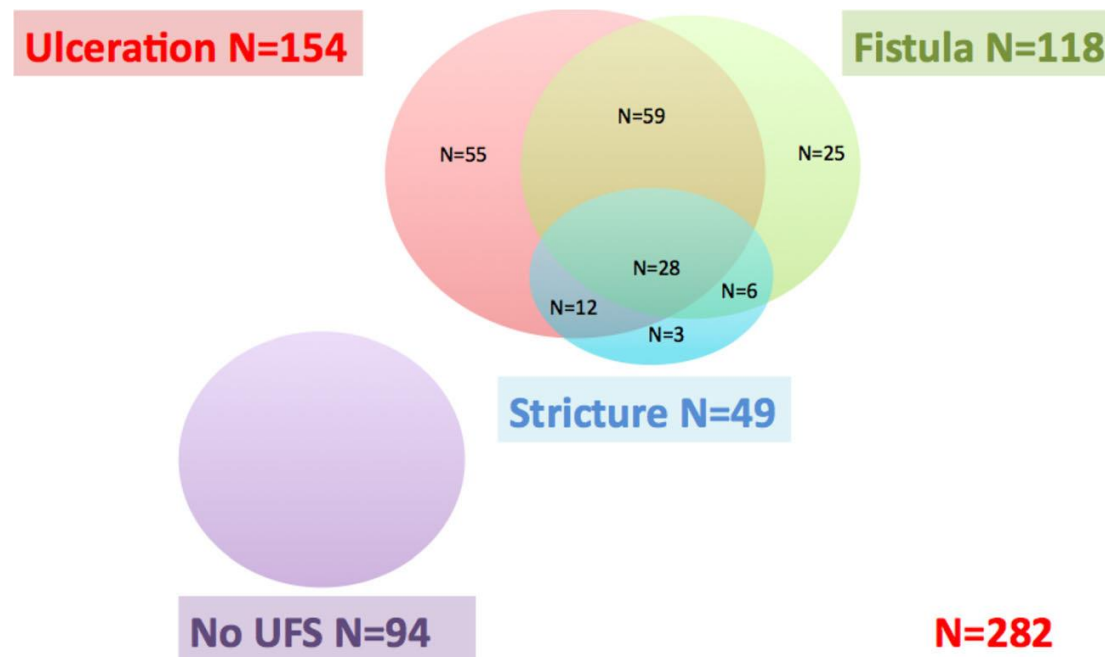 Ulceration N=154
Fistula N=118
N=59
N=55
N=25
N=28
N=6
N=12
N=3
Stricture N=49
No UFS N=94
N=282